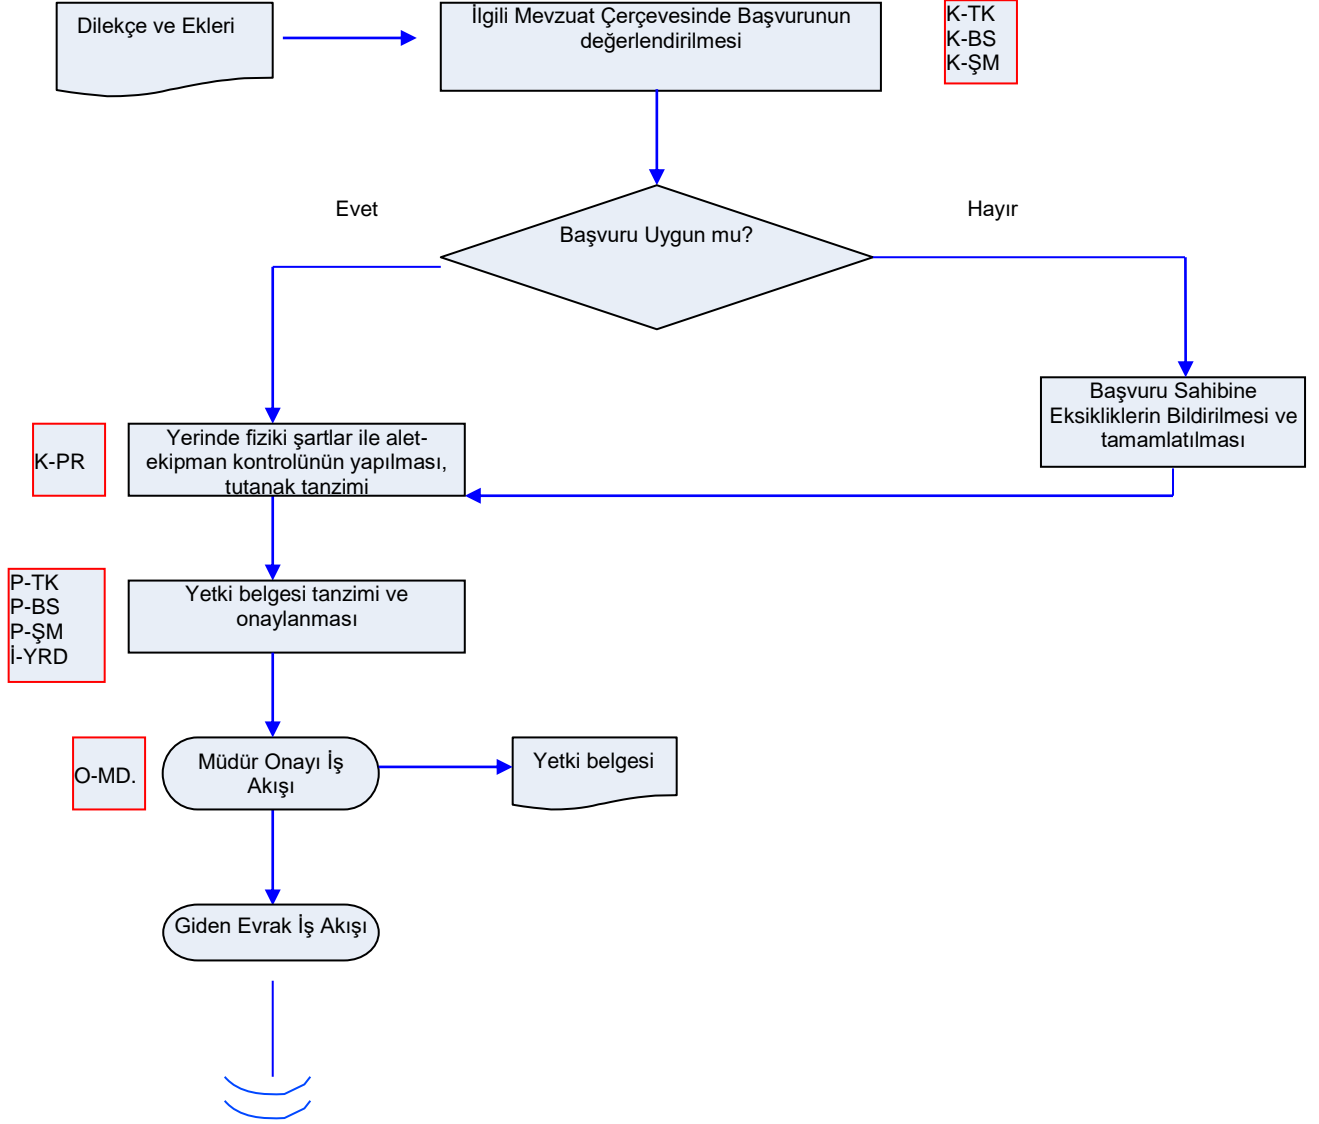 Dilekçe ve Ekleri
İlgili Mevzuat Çerçevesinde Başvurunun
değerlendirilmesi
K-TK
K-BS
K-ŞM
Evet
Hayır
Başvuru Uygun mu?
Başvuru Sahibine
Eksikliklerin Bildirilmesi ve
tamamlatılması
K-PR
Yerinde fiziki şartlar ile alet-
ekipman kontrolünün yapılması,
tutanak tanzimi
P-TK
P-BS
P-ŞM
İ-YRD
Yetki belgesi tanzimi ve
onaylanması
O-MD.
Müdür Onayı İş
Akışı
Yetki belgesi
Giden Evrak İş Akışı